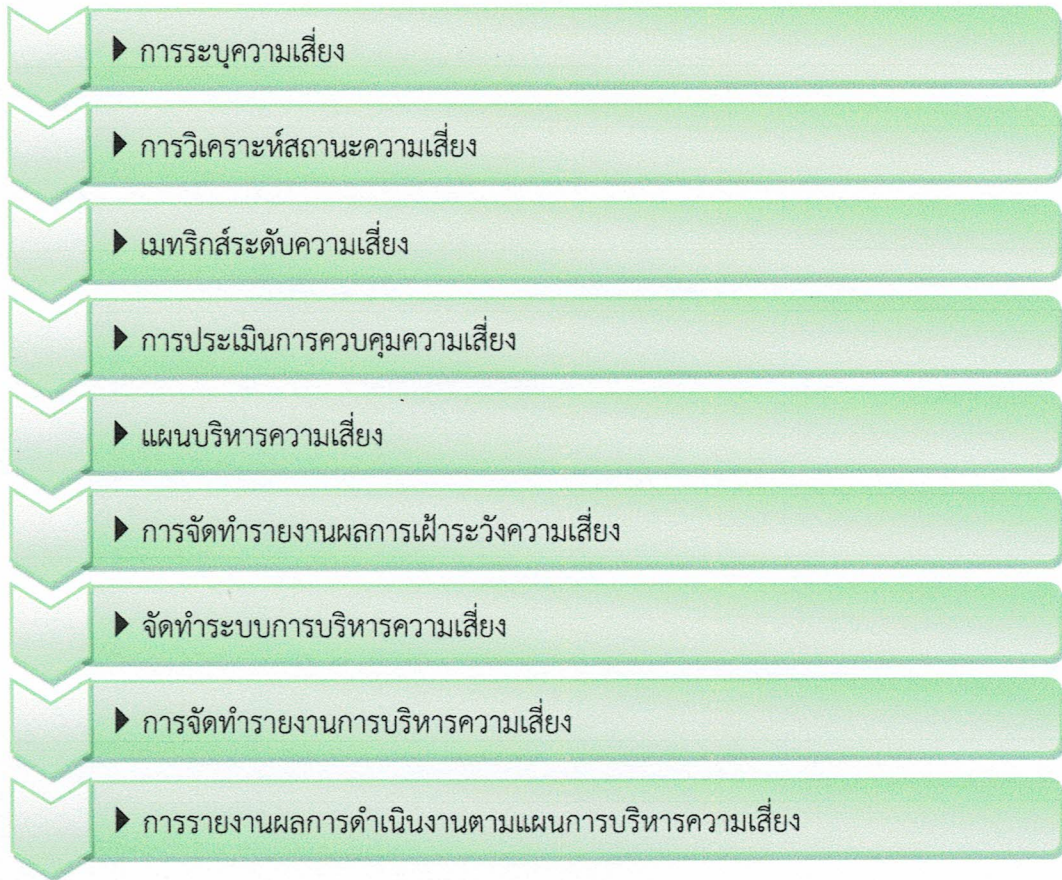 การระบุความเสี่ยง
การวิเคราะห์สถานะความเสี่ยง
เมทริกส์ระดับความเสี่ยง
การประเมินการควบคุมความเสี่ยง
แผนบริหารความเสี่ยง
การจัดทำรายงานผลการเฝ้าระวังความเสี่ยง
จัดทำระบบการบริหารความเสี่ยง
การจัดทำรายงานการบริหารความเสี่ยง
การรายงานผลการดำเนินงานตามแผนการบริหารความเสี่ยง